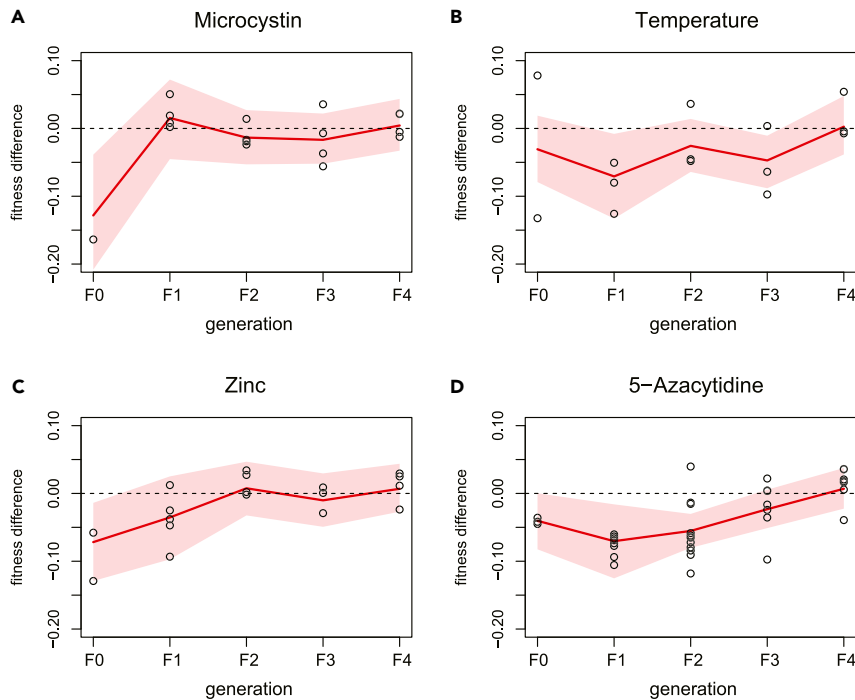 A
Microcystin
fitness difference
0.10
0.00
−0.10
−0.20
F0 F1 F2 F3 F4
generation
B
Temperature
fitness difference
0.10
0.00
−0.10
−0.20
F0 F1 F2 F3 F4
generation
C
Zinc
fitness difference
0.10
0.00
−0.10
−0.20
F0 F1 F2 F3 F4
generation
D
5−Azacytidine
fitness difference
0.10
0.00
−0.10
−0.20
F0 F1 F2 F3 F4
generation